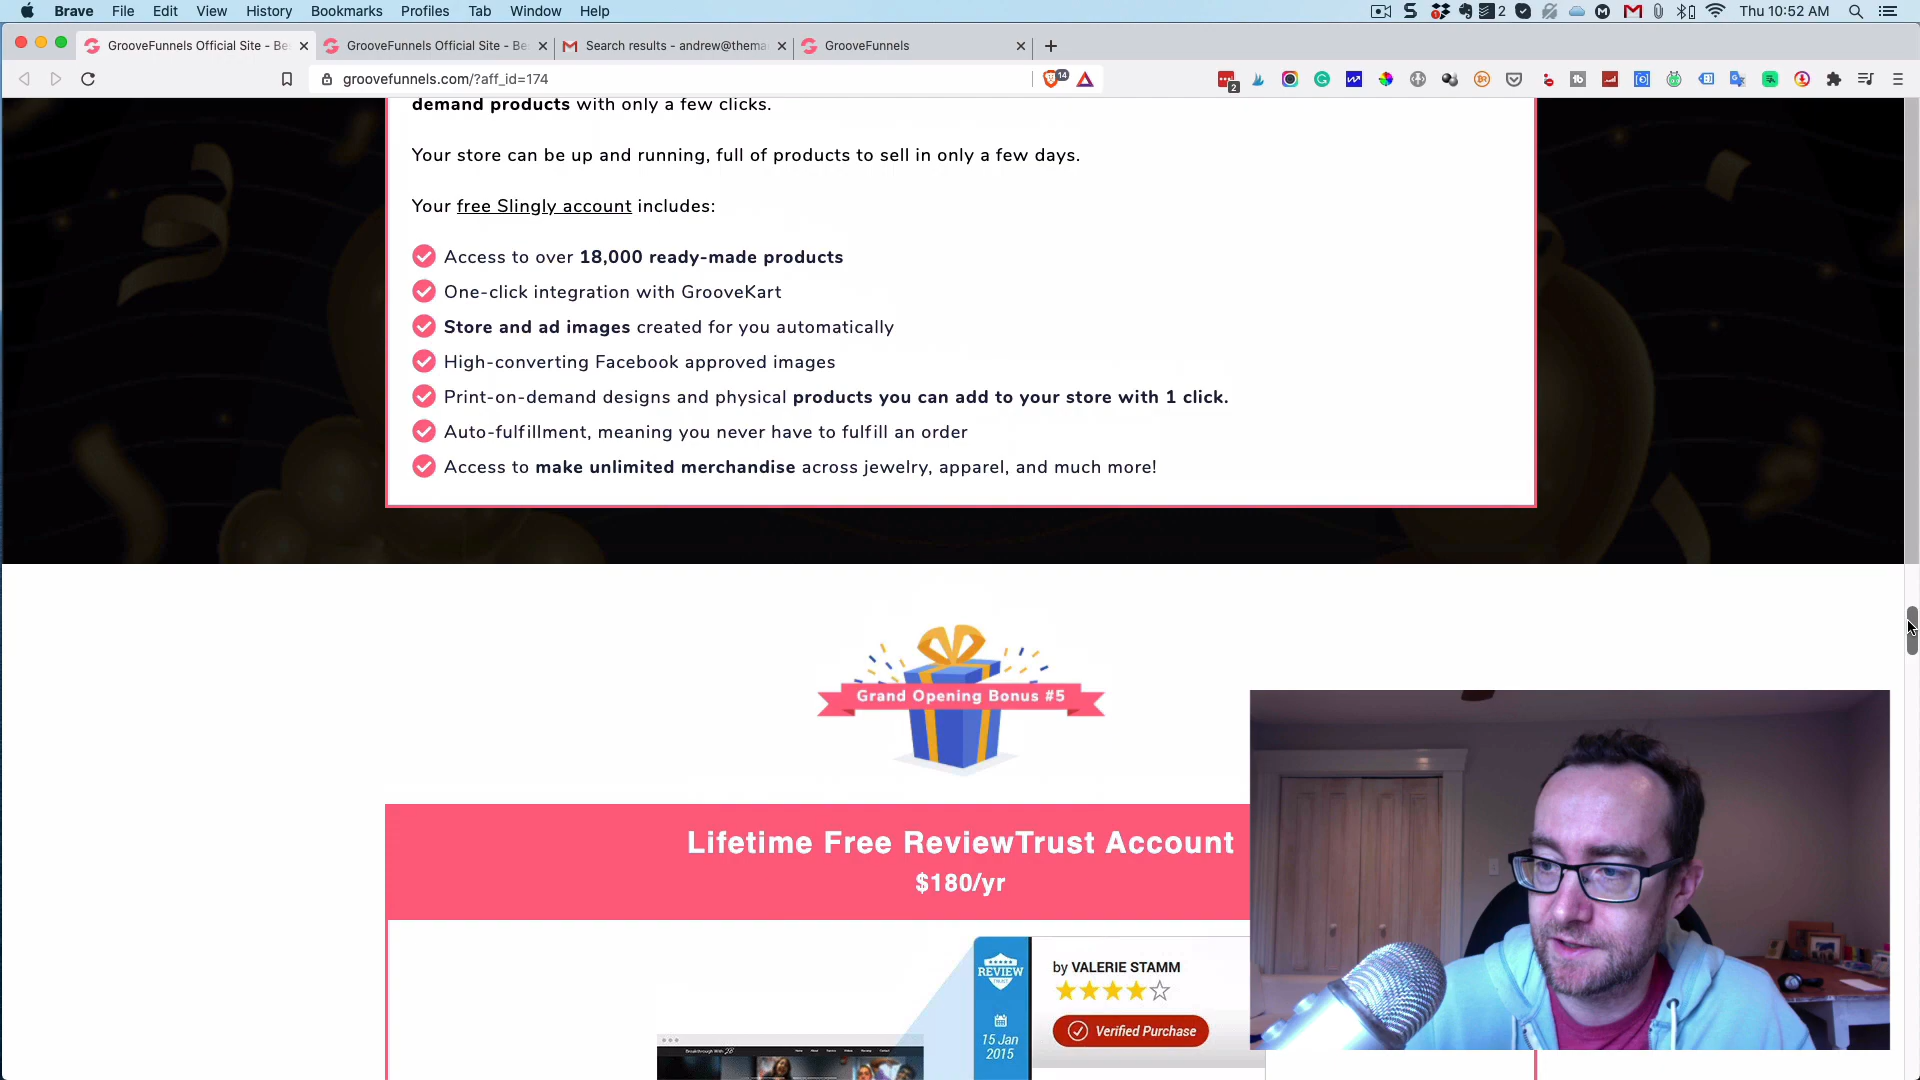 Brave File Edit View History Bookmarks Profiles Tab Window Help
2
Thu 10:52 AM
GrooveFunnels Official Site - Be
GrooveFunnels Official Site - Be
Search results - andrew@thema
GrooveFunnels
groovefunnels.com/?aff_id=174
14
2
demand products with only a few clicks.
Your store can be up and running, full of products to sell in only a few days.
Your free Slingly account includes:
Access to over 18,000 ready-made products
One-click integration with GrooveKart
Store and ad images created for you automatically
High-converting Facebook approved images
Print-on-demand designs and physical products you can add to your store with 1 click.
Auto-fulfillment, meaning you never have to fulfill an order
Access to make unlimited merchandise across jewelry, apparel, and much more!
Grand Opening Bonus #5
Lifetime Free ReviewTrust Account
$180/yr
REVIEW
TRUST
by VALERIE STAMM
Verified Purchase
15 Jan
2015
Breakthrough With 28